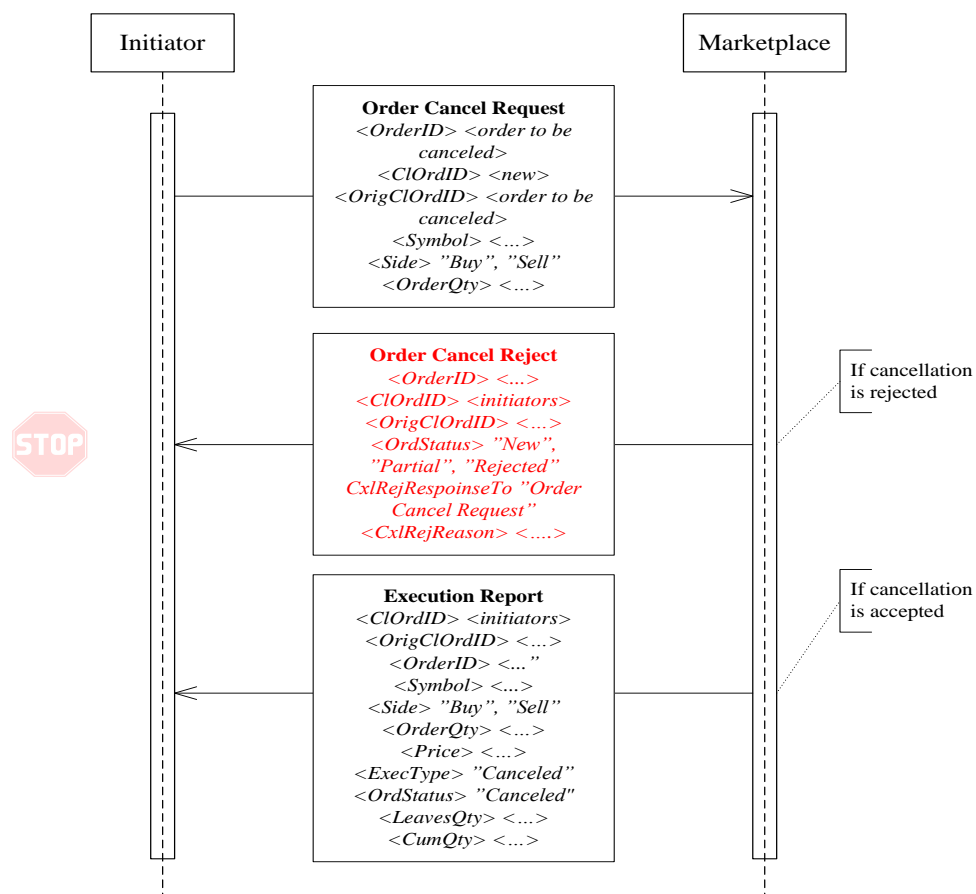 Initiator
Marketplace
Order Cancel Request
<OrderID> <order to be
canceled>
<ClOrdID> <new>
<OrigClOrdID> <order to be
canceled>
<Symbol> <...>
<Side> ”Buy”, ”Sell”
<OrderQty> <...>
Order Cancel Reject
<OrderID> <...>
<ClOrdID> <initiators>
<OrigClOrdID> <...>
<OrdStatus> ”New”,
”Partial”, ”Rejected”
CxlRejRespoinseTo ”Order
Cancel Request”
<CxlRejReason> <....>
If cancellation
is rejected
STOP
Execution Report
<ClOrdID> <initiators>
<OrigClOrdID> <...>
<OrderID> <...”
<Symbol> <...>
<Side> ”Buy”, ”Sell”
<OrderQty> <...>
<Price> <...>
<ExecType> ”Canceled”
<OrdStatus> ”Canceled"
<LeavesQty> <...>
<CumQty> <...>
If cancellation
is accepted